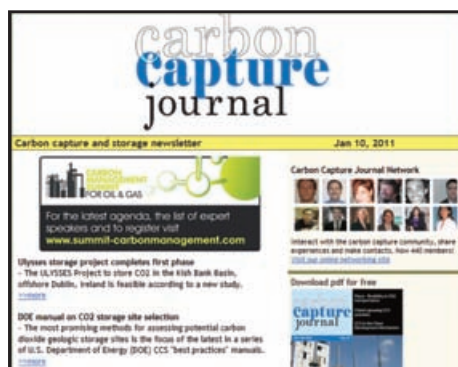 carbon
capture
journal
Carbon capture and storage newsletter
Jan 10, 2011
CARBON
MANAGEMENT
SUMMIT
FOR OIL & GAS
For the latest agenda, the list of expert
speakers and to register visit
www.summit-carbonmanagement.com
Ulysses storage project completes first phase
- The ULYSSES Project to store CO2 in the Kish Bank Basin,
offshore Dublin, Ireland is feasible according to a new study.
>>more
DOE manual on CO2 storage site selection
- The most promising methods for assessing potential carbon
dioxide geologic storage sites is the focus of the latest in a series
of U.S. Department of Energy (DOE) CCS 'best practices' manuals.
>>more
Carbon Capture Journal Network
Interact with the carbon capture community, share
experiences and make contacts. Now 440 members!
Visit our online networking site
Download pdf for free
carbon
capture
journal